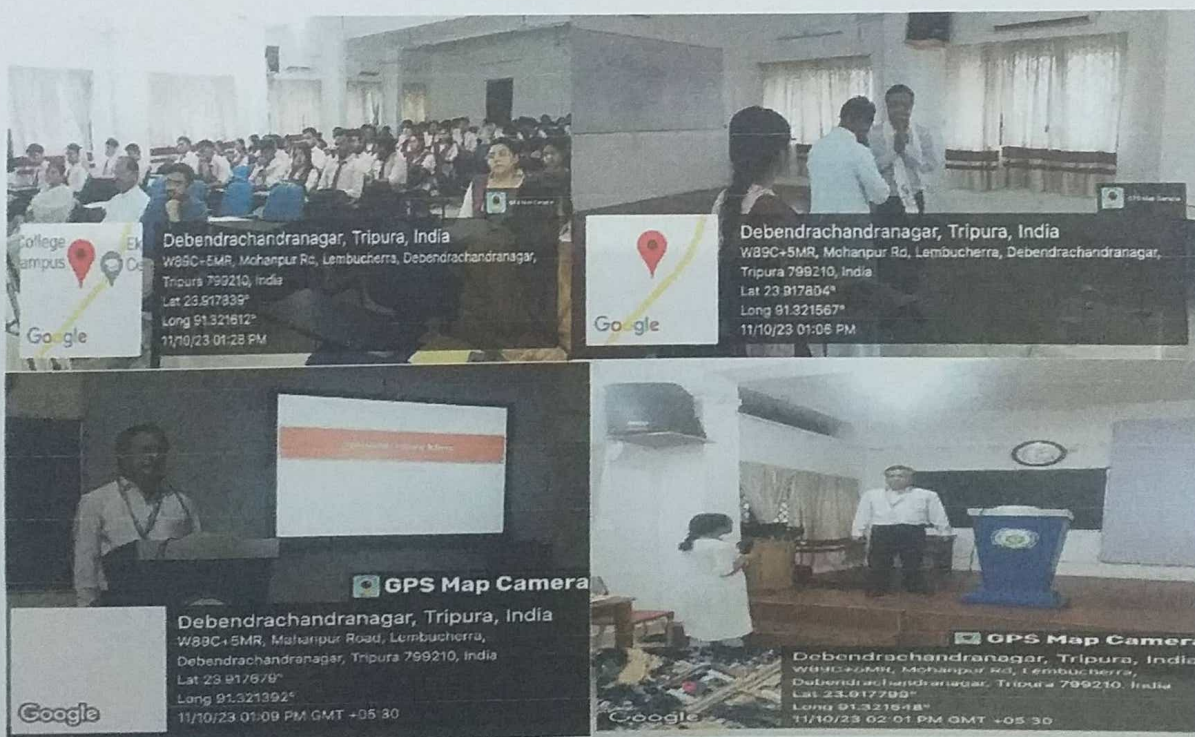 College
Campus
Google
Debendrachandranagar, Tripura, India
W89C+5MR, Mohanpur Rd, Lembucherra, Debendrachandranagar,
Tripura 799210, India
Lat 23.917839°
Long 91.321612°
11/10/23 01:28 PM
GPS Map Camera
Google
Debendrachandranagar, Tripura, India
W89C+5MR, Mohanpur Rd, Lembucherra, Debendrachandranagar,
Tripura 799210, India
Lat 23.917804°
Long 91.321567°
11/10/23 01:06 PM
GPS Map Camera
Google
Debendrachandranagar, Tripura, India
W89C+5MR, Mohanpur Road, Lembucherra,
Debendrachandranagar, Tripura 799210, India
Lat 23.917679°
Long 91.321392°
11/10/23 01:09 PM GMT +05:30
GPS Map Camera
Google
Debendrachandranagar, Tripura, India
W89C+5MR, Mohanpur Rd, Lembucherra,
Debendrachandranagar, Tripura 799210, India
Lat 23.917799°
Long 91.321548°
11/10/23 02:01 PM GMT +05:30